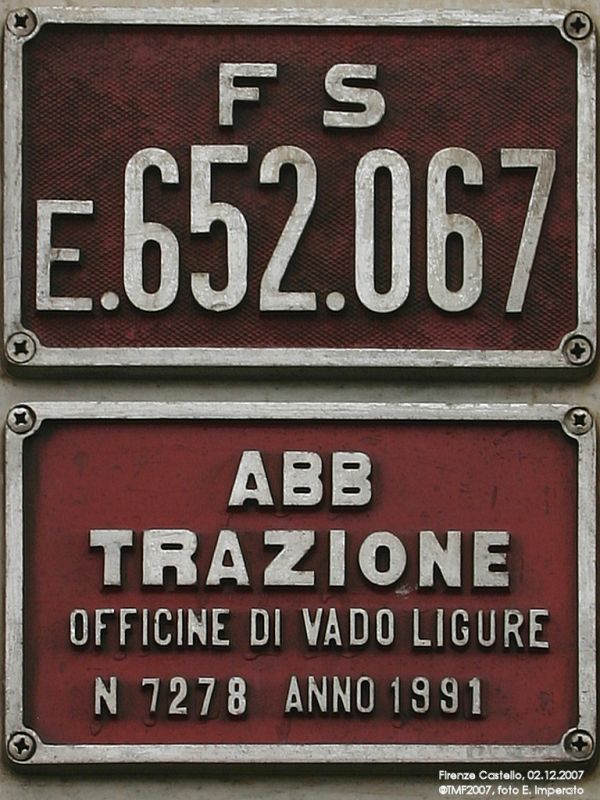 F S
E.652.067
ABB
TRAZIONE
OFFICINE DI VADO LIGURE
N 7278 ANNO 1991
Firenze Castello, 02.12.2007
©TMF2007, foto E. Imperato